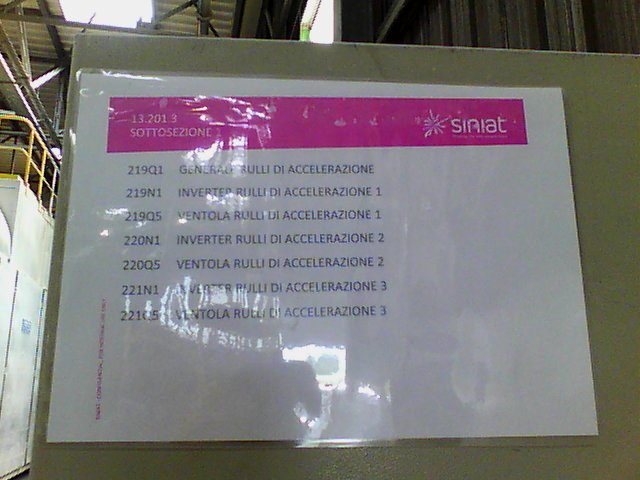 13.201.3
SOTTOSEZIONE
siniat
219Q1 GENERALE RULLI DI ACCELERAZIONE
219N1 INVERTER RULLI DI ACCELERAZIONE 1
219Q5 VENTOLA RULLI DI ACCELERAZIONE 1
220N1 INVERTER RULLI DI ACCELERAZIONE 2
220Q5 VENTOLA RULLI DI ACCELERAZIONE 2
221N1 INVERTER RULLI DI ACCELERAZIONE 3
221Q5 VENTOLA RULLI DI ACCELERAZIONE 3